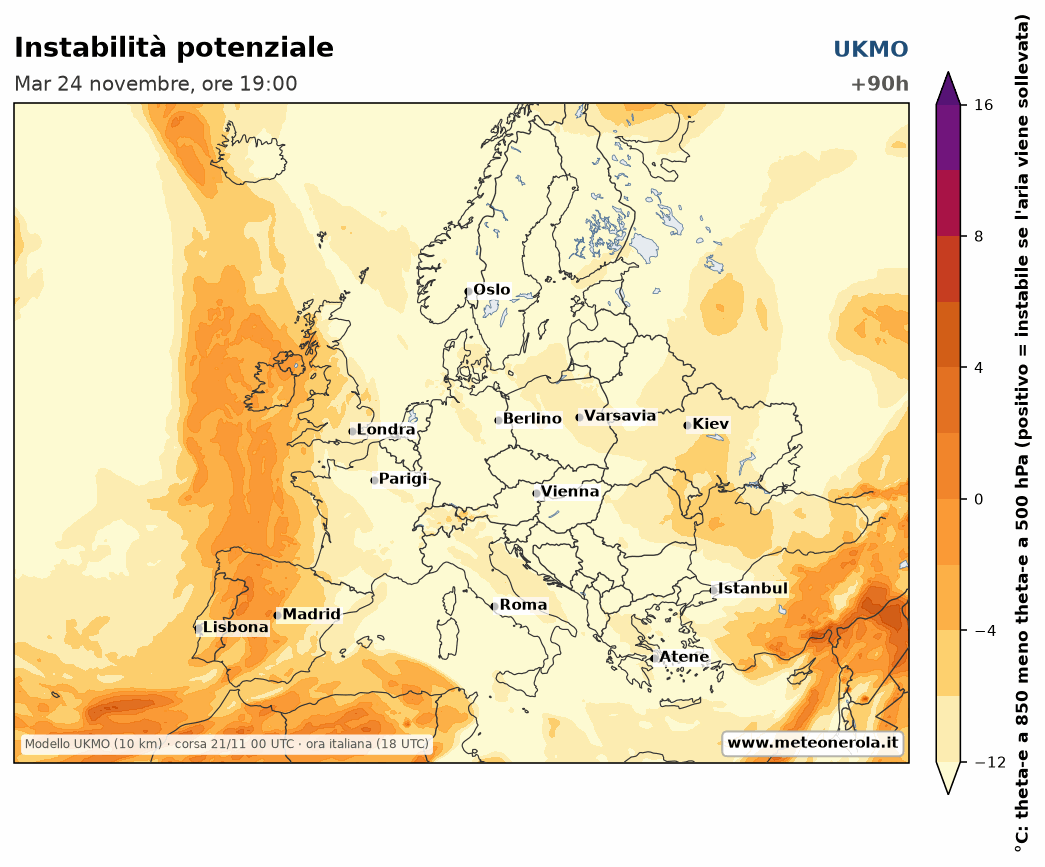 Instabilità potenziale
UKMO
Mar 24 novembre, ore 19:00
+90h
Oslo
Berlino
Varsavia
Kiev
Londra
Parigi
Vienna
Istanbul
Roma
Madrid
Lisbona
Atene
Modello UKMO (10 km) · corsa 21/11 00 UTC · ora italiana (18 UTC)
www.meteonerola.it
16
8
4
0
−4
−12
°C: theta-e a 850 meno theta-e a 500 hPa (positivo = instabile se l'aria viene sollevata)